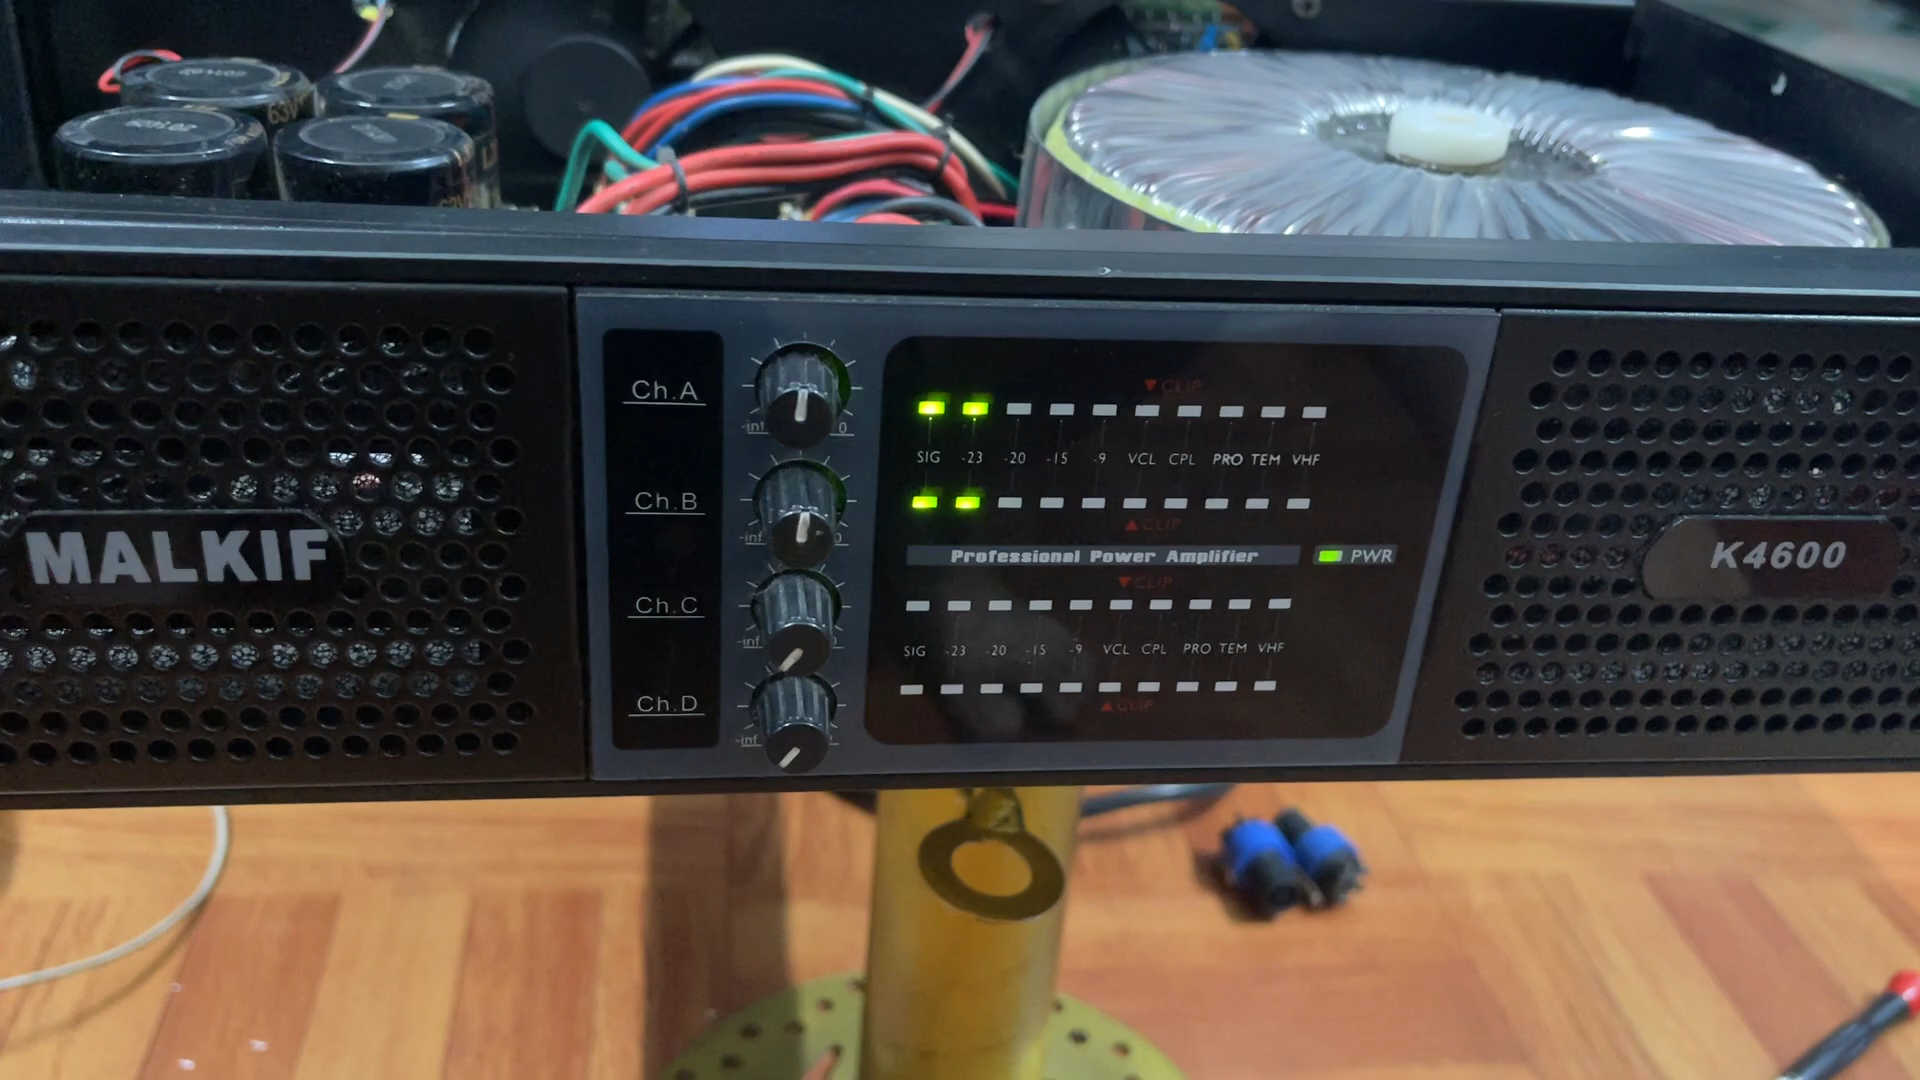 63V
Ch.A
-inf
0
CLIP
SIG -23 -20 -15 -9 VCL CPL PRO TEM VHF
Ch.B
-inf
0
CLIP
MALKIF
Professional Power Amplifier
PWR
K4600
CLIP
Ch.C
-inf
SIG -23 -20 -15 -9 VCL CPL PRO TEM VHF
Ch.D
-inf
CLIP